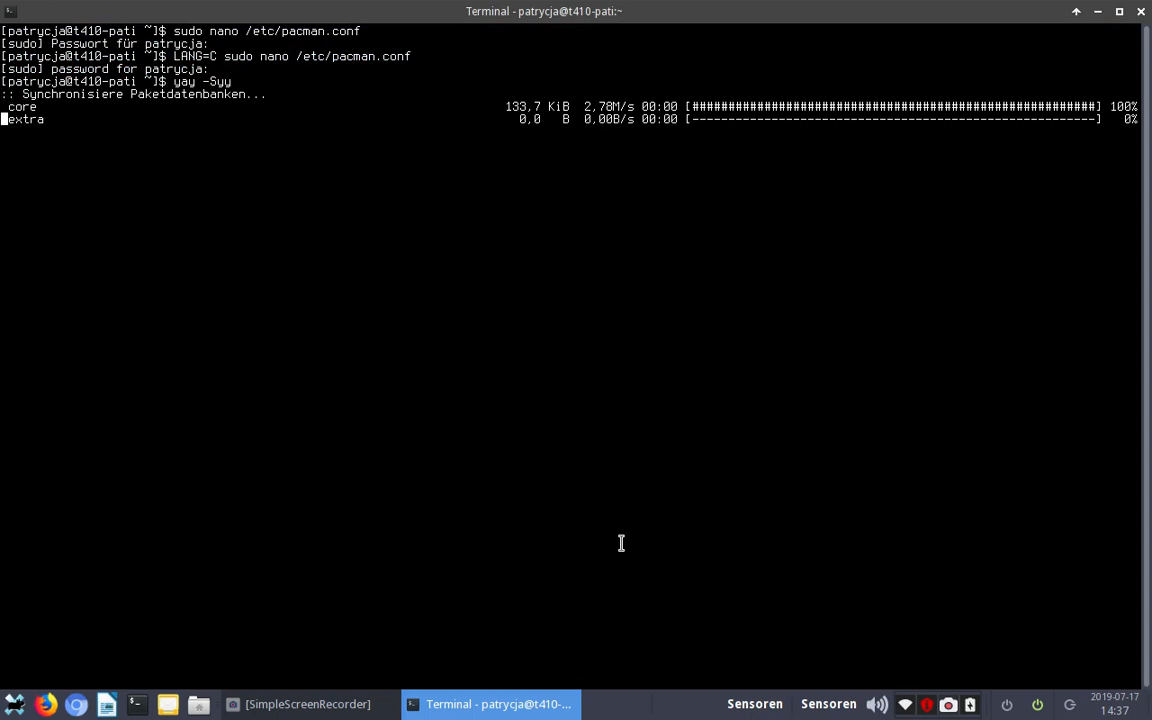 Terminal - patrycja@t410-pati:~
[patrycja@t410-pati ~]$ sudo nano /etc/pacman.conf
[sudo] Passwort für patrycja:
[patrycja@t410-pati ~]$ LANG=C sudo nano /etc/pacman.conf
[sudo] password for patrycja:
[patrycja@t410-pati ~]$ yay -Syy
:: Synchronisiere Paketdatenbanken...
core 133,7 KiB 2,78M/s 00:00 [########################################################] 100%
extra 0,0 B 0,00B/s 00:00 [--------------------------------------------------------] 0%
[SimpleScreenRecorder]
Terminal - patrycja@t410-...
Sensoren
Sensoren
2019-07-17
14:37